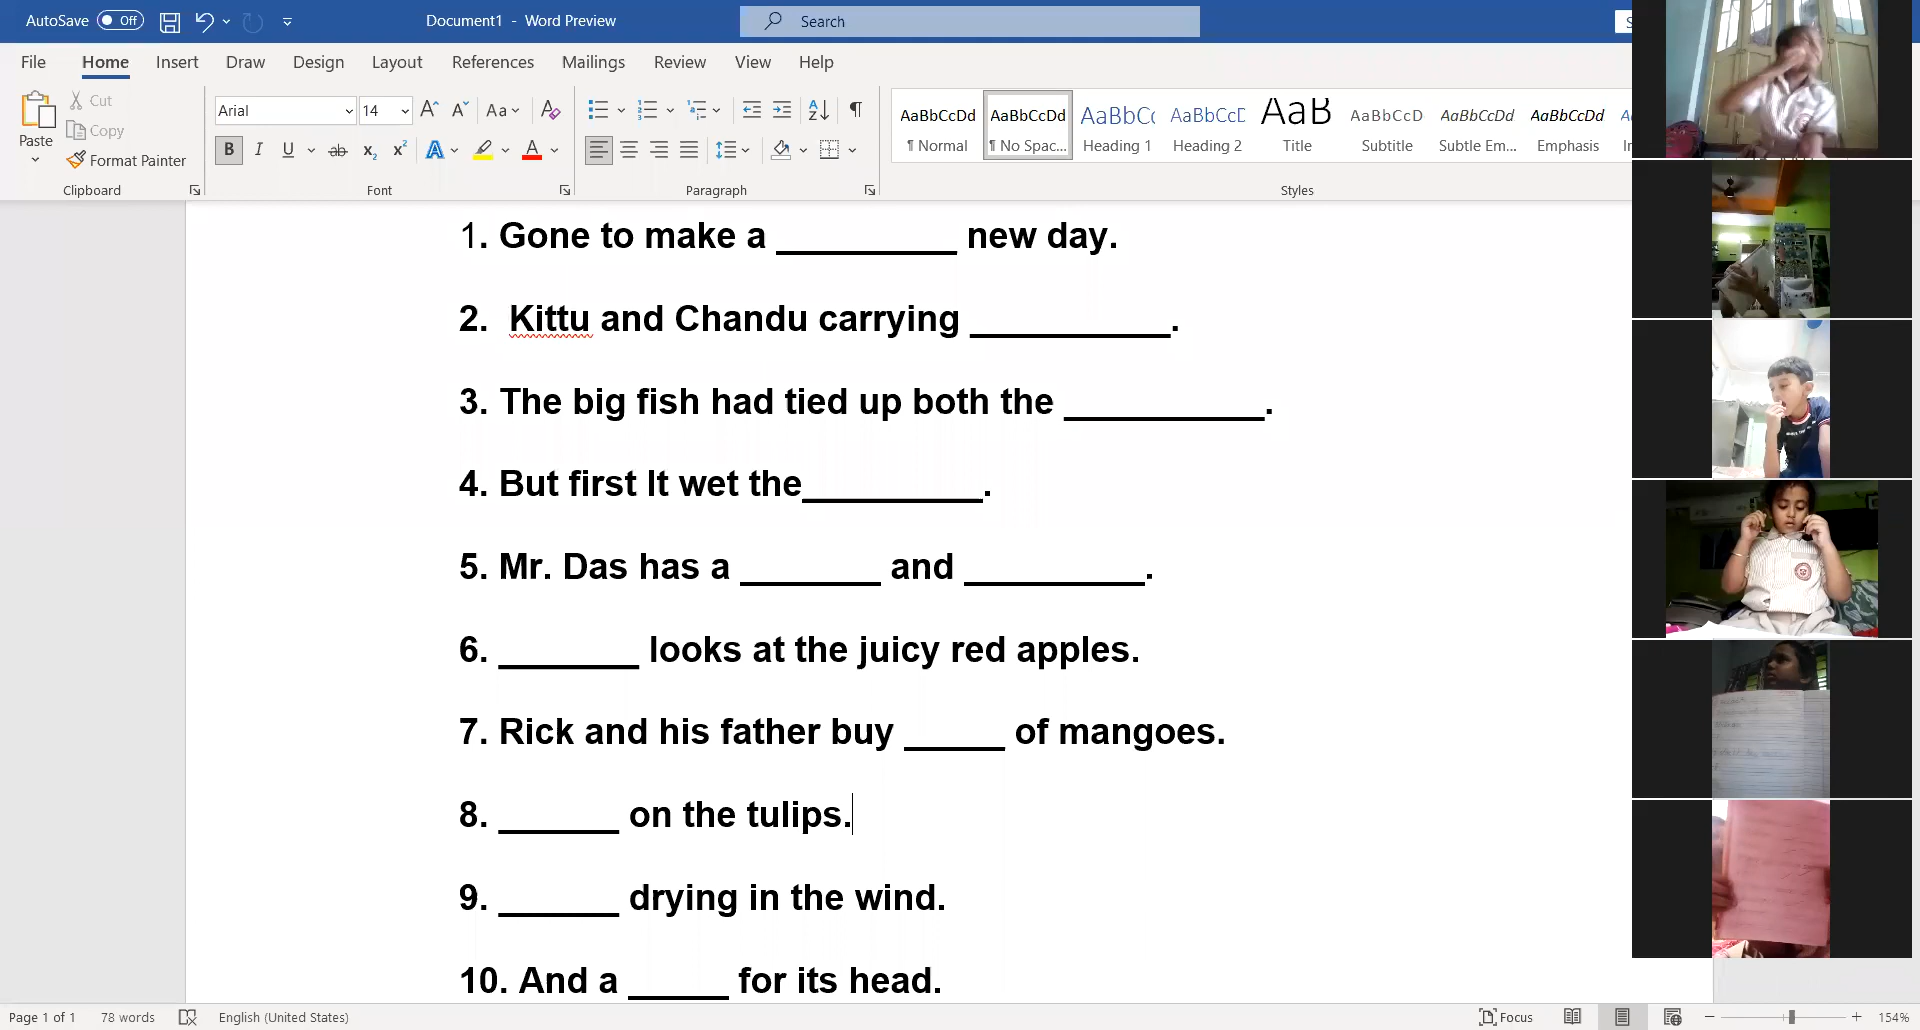 AutoSave Off Document1 - Word Preview Search
File Home Insert Draw Design Layout References Mailings Review View Help
Paste Cut Copy Format Painter
Clipboard
Arial 14
Font
Paragraph
AaBbCcDd ¶ Normal
AaBbCcDd ¶ No Spac...
AaBbC Heading 1
AaBbCcD Heading 2
AaB Title
AaBbCcD Subtitle
AaBbCcDd Subtle Em...
AaBbCcDd Emphasis
Styles
1. Gone to make a _________ new day.
2. Kittu and Chandu carrying __________.
3. The big fish had tied up both the __________.
4. But first It wet the_________.
5. Mr. Das has a _______ and _________.
6. _______ looks at the juicy red apples.
7. Rick and his father buy _____ of mangoes.
8. ______ on the tulips.
9. ______ drying in the wind.
10. And a _____ for its head.
Page 1 of 1 78 words English (United States) Focus 154%